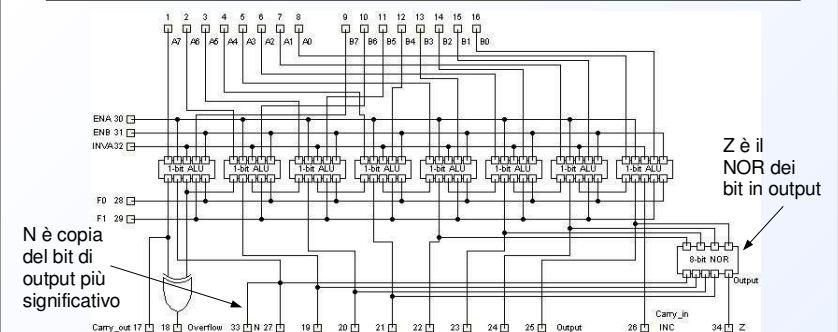 1 2 3 4 5 6 7 8 9 10 11 12 13 14 15 16
A7 A6 A5 A4 A3 A2 A1 A0 B7 B6 B5 B4 B3 B2 B1 B0
ENA 30
ENB 31
INVA32
1-bit ALU 1-bit ALU 1-bit ALU 1-bit ALU 1-bit ALU 1-bit ALU 1-bit ALU 1-bit ALU
F0 28
F1 29
Z è il
NOR dei
bit in output
N è copia
del bit di
output più
significativo
8-bit NOR
Output
Carry_in
Carry_out 17 18 Overflow 33 N 27 19 20 21 22 23 24 25 Output 26 INC 34 Z